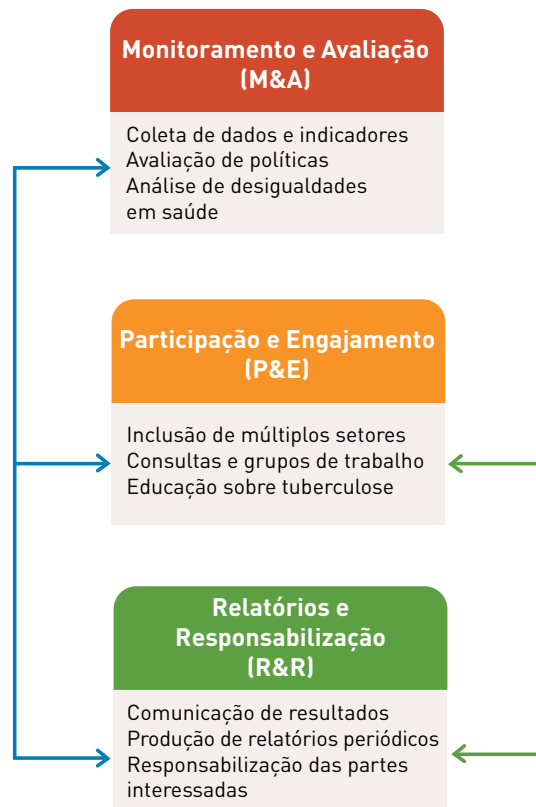 Monitoramento e Avaliação
(M&A)
Coleta de dados e indicadores
Avaliação de políticas
Análise de desigualdades
em saúde
Participação e Engajamento
(P&E)
Inclusão de múltiplos setores
Consultas e grupos de trabalho
Educação sobre tuberculose
Relatórios e
Responsabilização
(R&R)
Comunicação de resultados
Produção de relatórios periódicos
Responsabilização das partes
interessadas